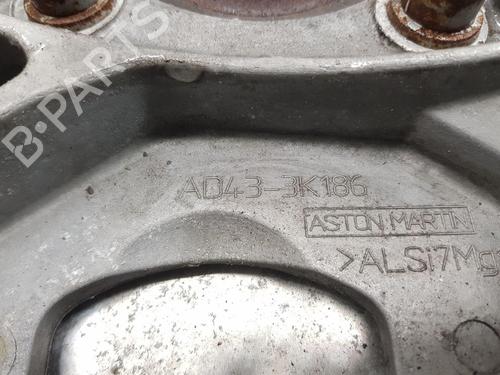 AD43-3K186
ASTON MARTIN
>ALSi7Mg
B-PARTS